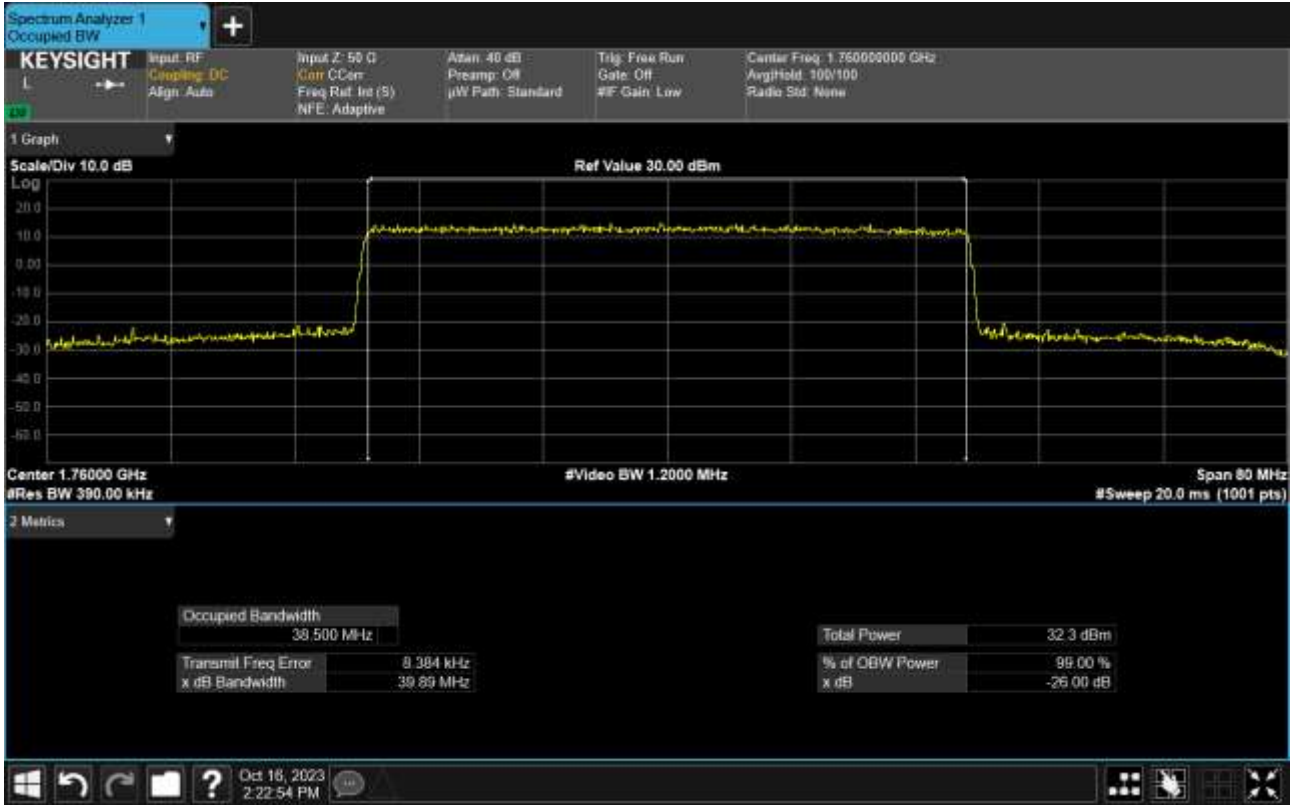 Spectrum Analyzer 1
Occupied BW
+
KEYSIGHT
L
Input: RF
Coupling: DC
Align: Auto
Input Z: 50 Ω
Corr CCorr
Freq Ref: Int (S)
NFE: Adaptive
Atten: 40 dB
Preamp: Off
µW Path: Standard
Trig: Free Run
Gate: Off
#IF Gain: Low
Center Freq: 1.760000000 GHz
Avg|Hold: 100/100
Radio Std: None
1 Graph
Scale/Div 10.0 dB
Ref Value 30.00 dBm
Log
20.0
10.0
0.00
-10.0
-20.0
-30.0
-40.0
-50.0
-60.0
Center 1.76000 GHz
#Video BW 1.2000 MHz
Span 80 MHz
#Res BW 390.00 kHz
#Sweep 20.0 ms (1001 pts)
2 Metrics
Occupied Bandwidth
38.500 MHz
Total Power 32.3 dBm
Transmit Freq Error 8.384 kHz
% of OBW Power 99.00 %
x dB Bandwidth 39.89 MHz
x dB -26.00 dB
?
Oct 16, 2023
2:22:54 PM